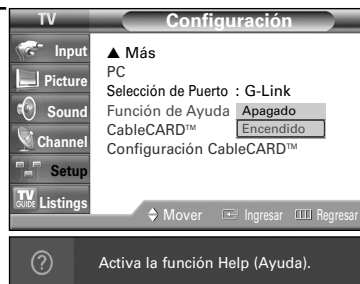 TV
Configuración
Input
Picture
Sound
Channel
Setup
TV GUIDE Listings
▲ Más
PC
Selección de Puerto : G-Link
Función de Ayuda Apagado
CableCARD™ Encendido
Configuración CableCARD™
Mover Ingresar Regresar
? Activa la función Help (Ayuda).